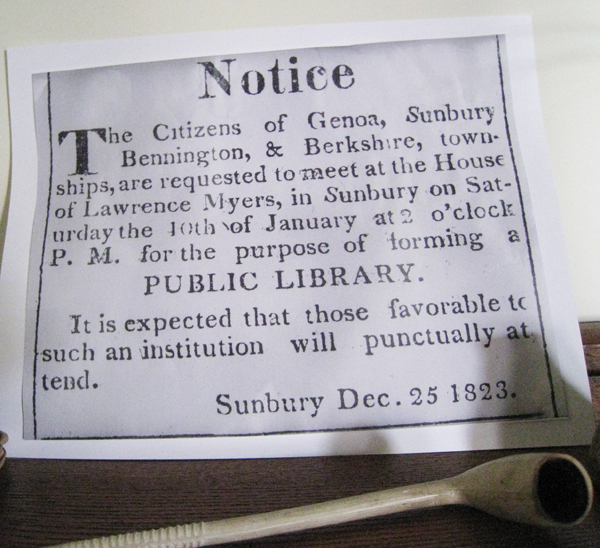 Notice
The Citizens of Genoa, Sunbury
Bennington, & Berkshire, town-
ships, are requested to meet at the House
of Lawrence Myers, in Sunbury on Sat-
urday the 10th of January at 2 o'clock
P. M. for the purpose of forming a
PUBLIC LIBRARY.
It is expected that those favorable to
such an institution will punctually at
tend.
Sunbury Dec. 25 1823.